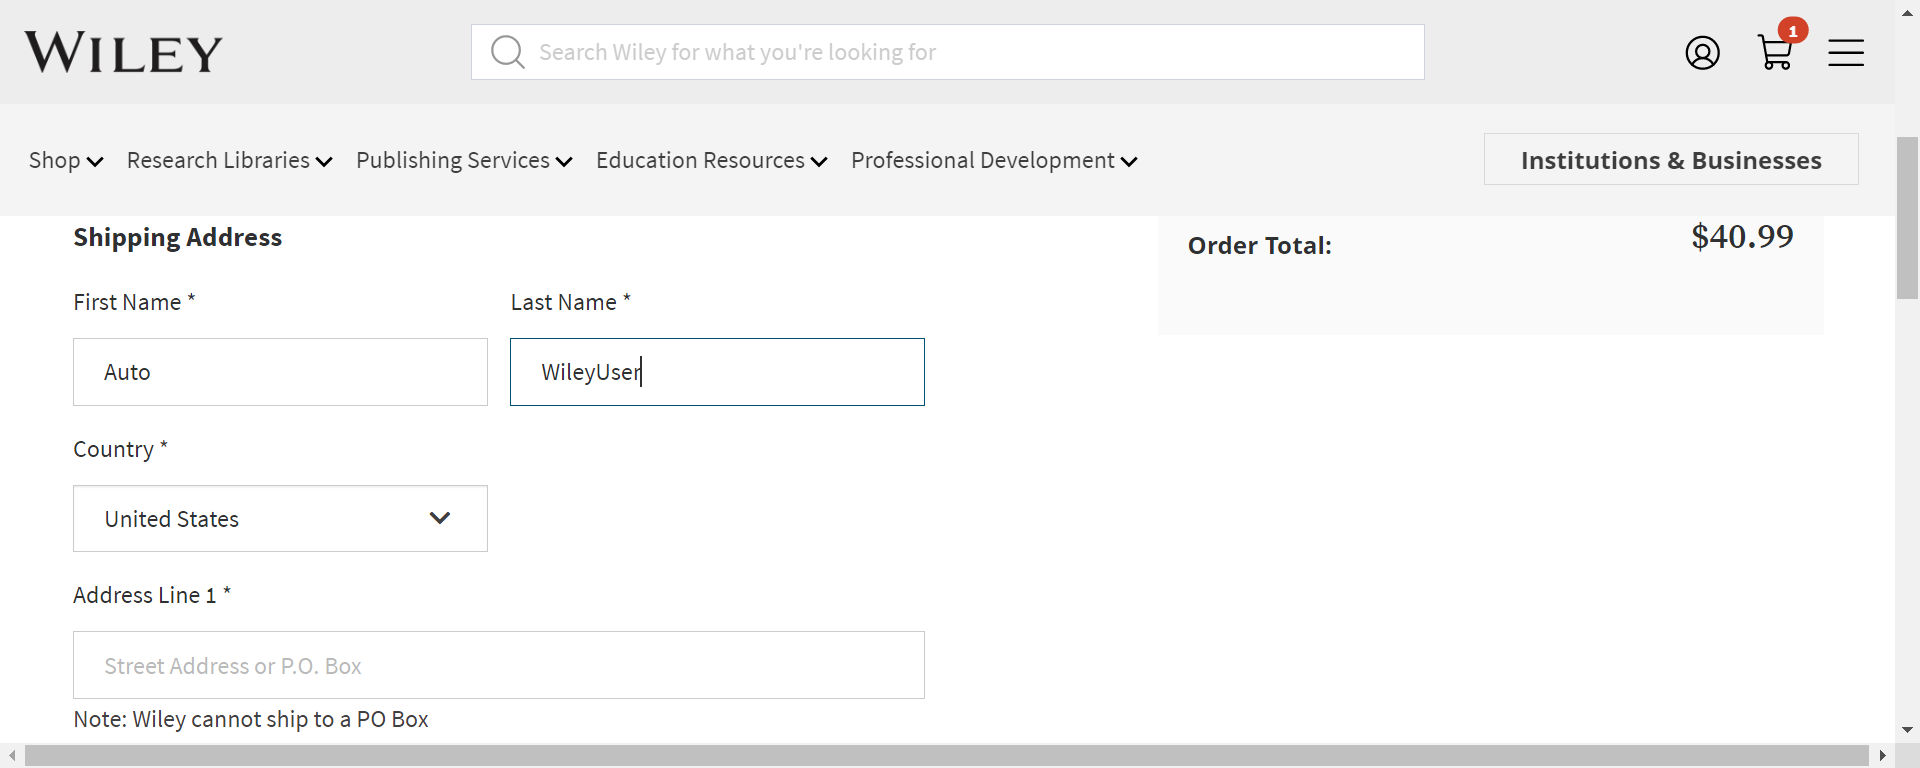 WILEY
Search Wiley for what you're looking for
1
Shop Research Libraries Publishing Services Education Resources Professional Development
Institutions & Businesses
Shipping Address
Order Total: $40.99
First Name * Last Name *
Auto WileyUser
Country *
United States
Address Line 1 *
Street Address or P.O. Box
Note: Wiley cannot ship to a PO Box